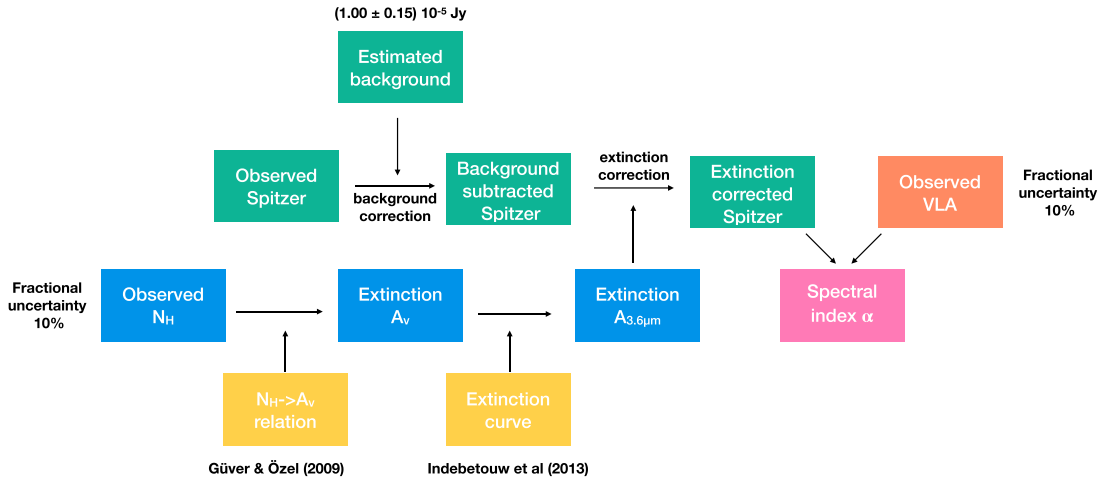 (1.00 ± 0.15) 10⁻⁵ Jy
Estimated
background
Observed
Spitzer
background
correction
Background
subtracted
Spitzer
extinction
correction
Extinction
corrected
Spitzer
Observed
VLA
Fractional
uncertainty
10%
Fractional
uncertainty
10%
Observed
N_H
Extinction
A_v
Extinction
A_3.6μm
Spectral
index α
N_H->A_v
relation
Extinction
curve
Güver & Özel (2009)
Indebetouw et al (2013)